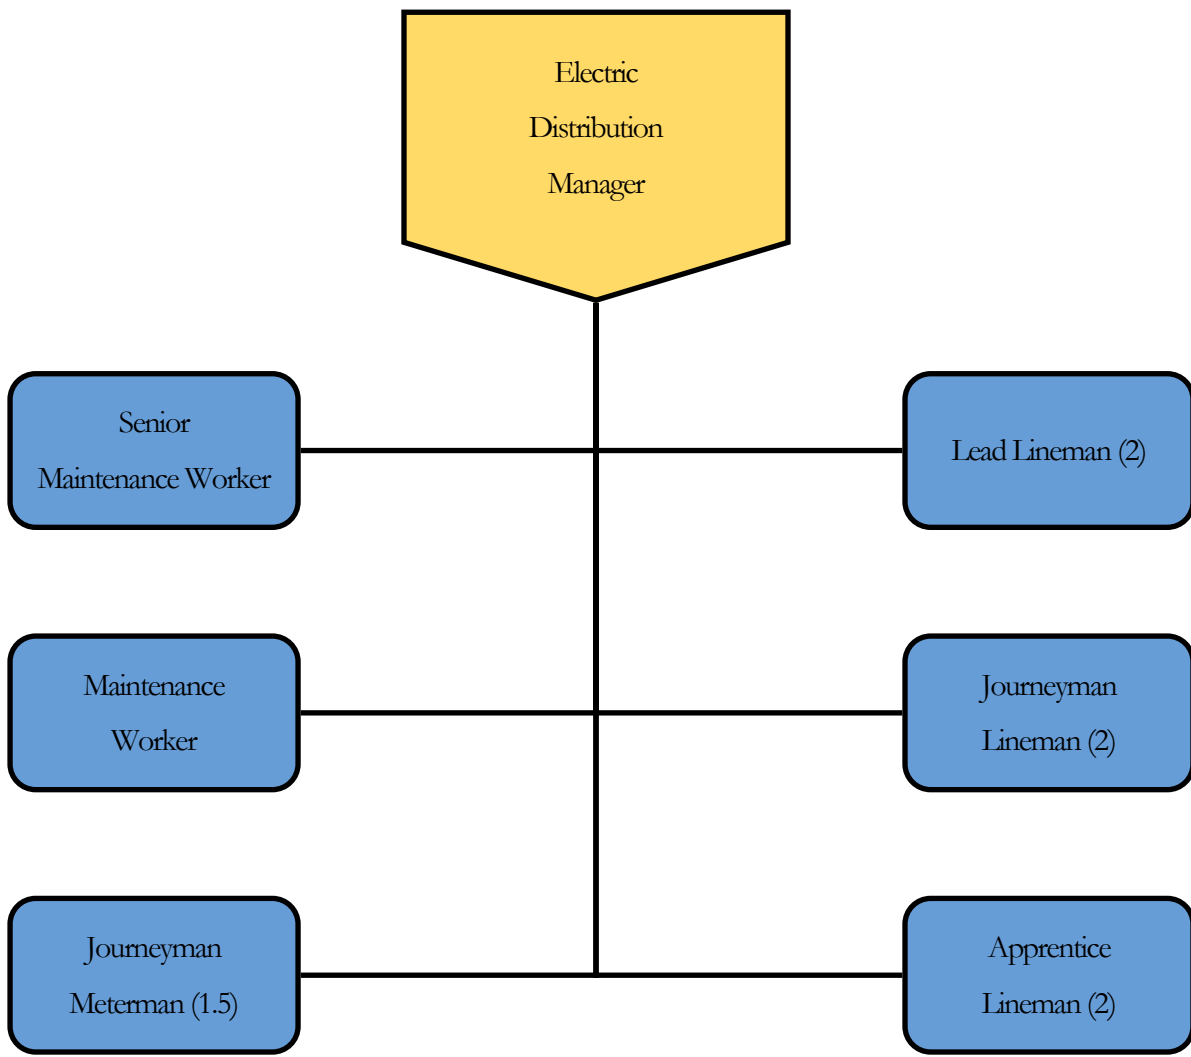 Electric
Distribution
Manager
Senior
Maintenance Worker
Lead Lineman (2)
Maintenance
Worker
Journeyman
Lineman (2)
Journeyman
Meterman (1.5)
Apprentice
Lineman (2)